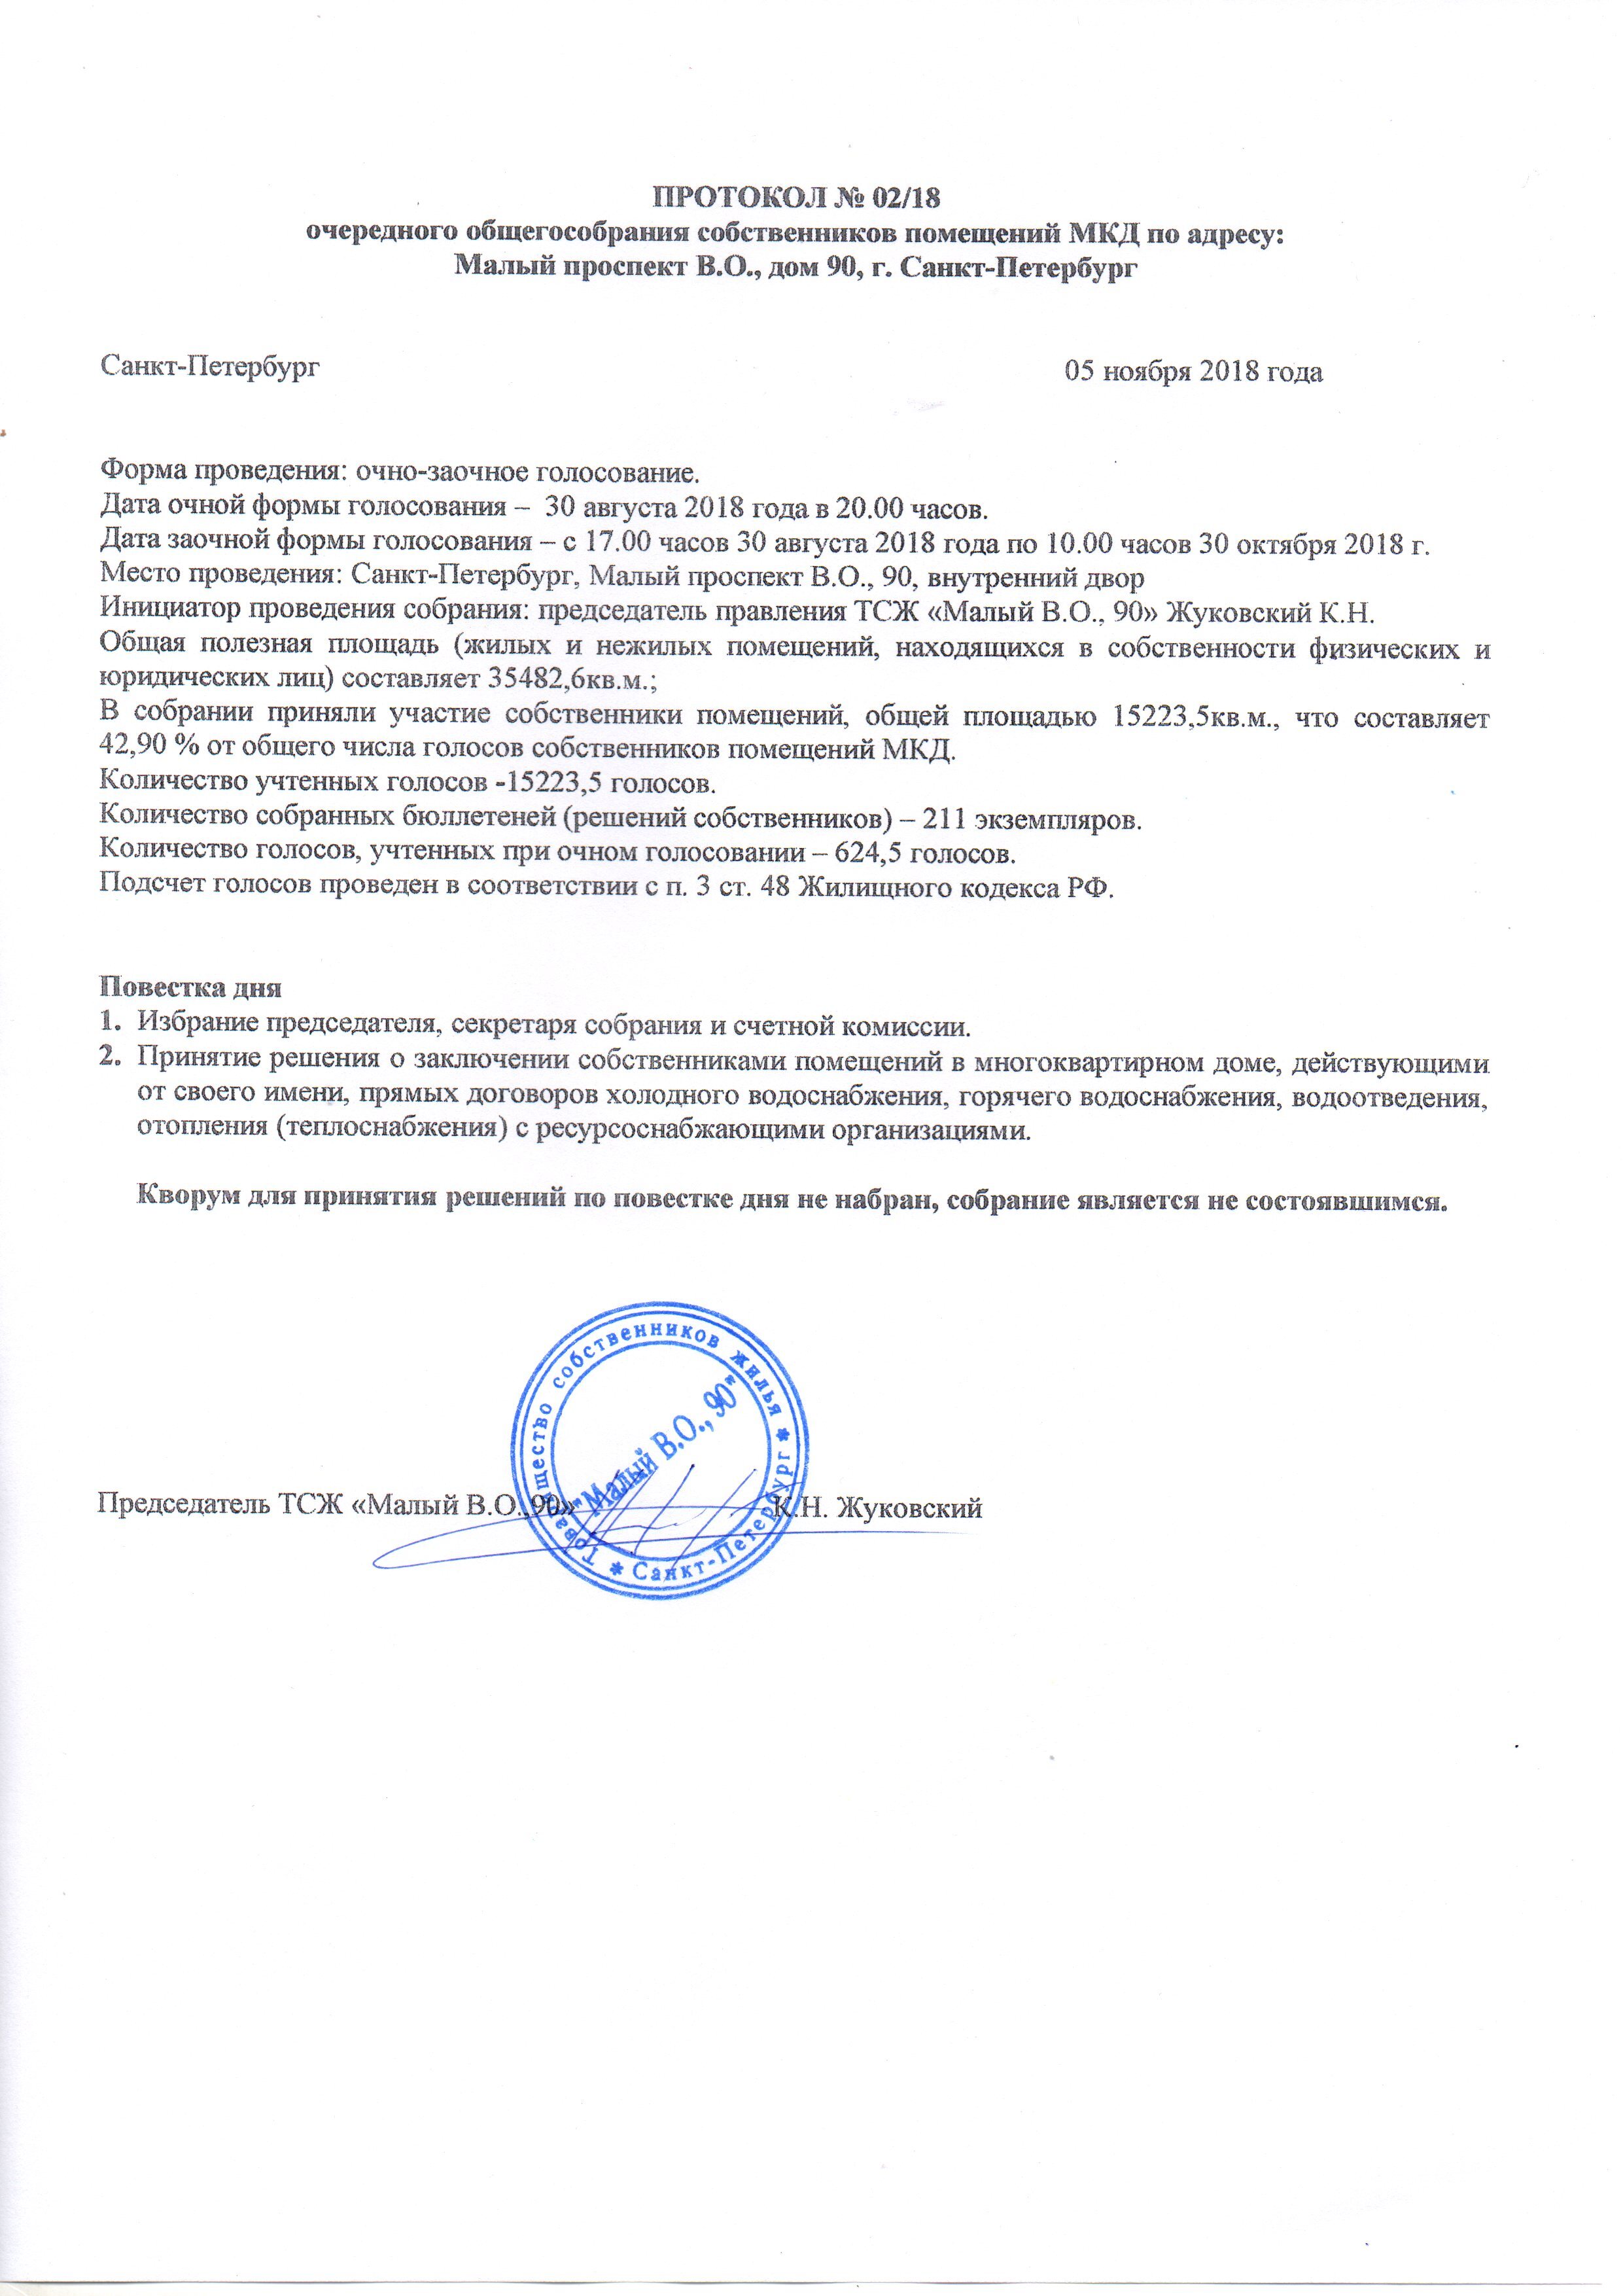 ПРОТОКОЛ № 02/18
очередного общегособрания собственников помещений МКД по адресу:
Малый проспект В.О., дом 90, г. Санкт-Петербург
Санкт-Петербург 05 ноября 2018 года
Форма проведения: очно-заочное голосование.
Дата очной формы голосования – 30 августа 2018 года в 20.00 часов.
Дата заочной формы голосования – с 17.00 часов 30 августа 2018 года по 10.00 часов 30 октября 2018 г.
Место проведения: Санкт-Петербург, Малый проспект В.О., 90, внутренний двор
Инициатор проведения собрания: председатель правления ТСЖ «Малый В.О., 90» Жуковский К.Н.
Общая полезная площадь (жилых и нежилых помещений, находящихся в собственности физических и
юридических лиц) составляет 35482,6кв.м.;
В собрании приняли участие собственники помещений, общей площадью 15223,5кв.м., что составляет
42,90 % от общего числа голосов собственников помещений МКД.
Количество учтенных голосов -15223,5 голосов.
Количество собранных бюллетеней (решений собственников) – 211 экземпляров.
Количество голосов, учтенных при очном голосовании – 624,5 голосов.
Подсчет голосов проведен в соответствии с п. 3 ст. 48 Жилищного кодекса РФ.
Повестка дня
1. Избрание председателя, секретаря собрания и счетной комиссии.
2. Принятие решения о заключении собственниками помещений в многоквартирном доме, действующими
от своего имени, прямых договоров холодного водоснабжения, горячего водоснабжения, водоотведения,
отопления (теплоснабжения) с ресурсоснабжающими организациями.
Кворум для принятия решений по повестке дня не набран, собрание является не состоявшимся.
Председатель ТСЖ «Малый В.О.,90» К.Н. Жуковский
Товарищество собственников жилья * Санкт-Петербург *
"Малый В.О., 90"